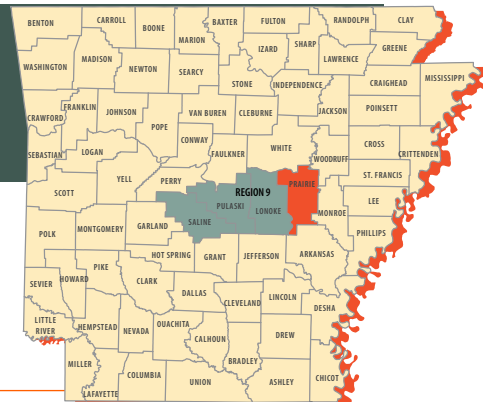 BENTON
CARROLL
BOONE
BAXTER
FULTON
RANDOLPH
CLAY
MARION
IZARD
SHARP
GREENE
WASHINGTON
MADISON
NEWTON
SEARCY
LAWRENCE
STONE
INDEPENDENCE
CRAIGHEAD
MISSISSIPPI
CRAWFORD
FRANKLIN
JOHNSON
POPE
VAN BUREN
CLEBURNE
JACKSON
POINSETT
CONWAY
FAULKNER
WHITE
WOODRUFF
CROSS
CRITTENDEN
SEBASTIAN
LOGAN
ST. FRANCIS
SCOTT
YELL
PERRY
REGION 9
PRAIRIE
PULASKI
LONOKE
MONROE
LEE
SALINE
GARLAND
PHILLIPS
POLK
MONTGOMERY
HOT SPRING
GRANT
JEFFERSON
ARKANSAS
SEVIER
HOWARD
PIKE
CLARK
DALLAS
CLEVELAND
LINCOLN
DESHA
LITTLE
RIVER
HEMPSTEAD
NEVADA
OUACHITA
CALHOUN
DREW
BRADLEY
MILLER
COLUMBIA
UNION
ASHLEY
CHICOT
LAFAYETTE